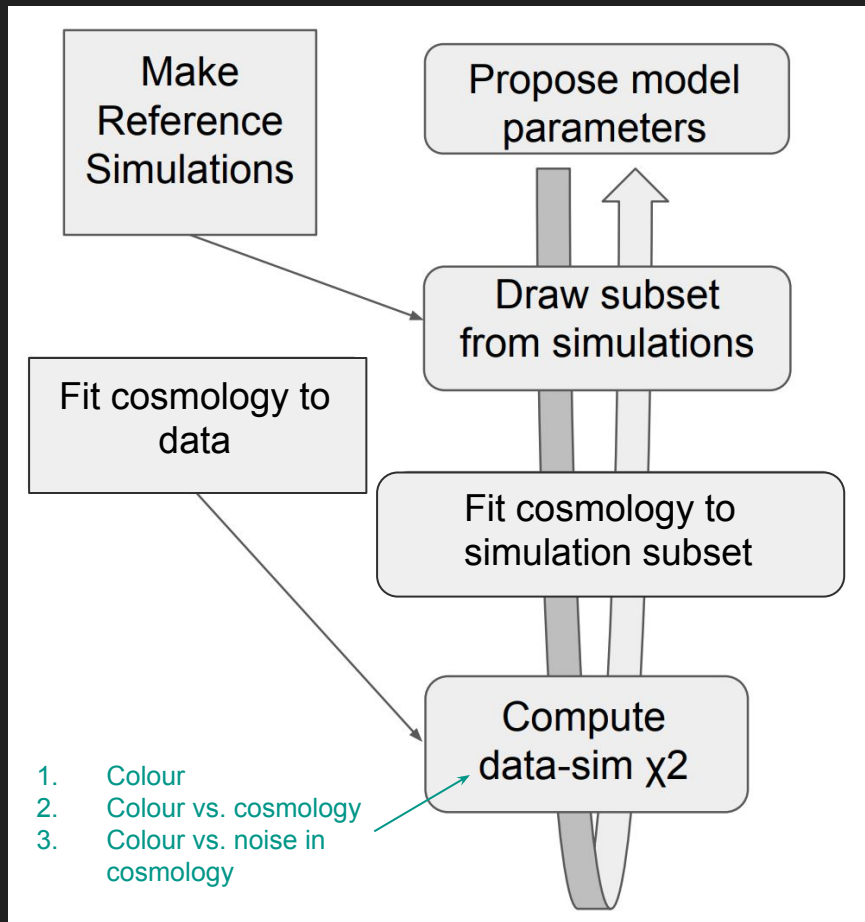 Make
Reference
Simulations
Propose model
parameters
Draw subset
from simulations
Fit cosmology to
data
Fit cosmology to
simulation subset
Compute
data-sim χ2
1. Colour
2. Colour vs. cosmology
3. Colour vs. noise in
cosmology